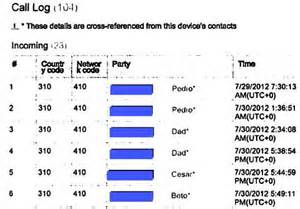 Call Log (104)
* These details are cross-referenced from this device's contacts
Incoming (23)
# Country code Network code Party Time
1 310 410 Pedio* 7/29/2012 7:30:13 AM(UTC+0)
2 310 410 Pedio* 7/30/2012 1:36:51 AM(UTC+0)
3 310 410 Dad* 7/30/2012 2:34:08 AM(UTC+0)
4 310 410 Dad* 7/30/2012 5:38:54 PM(UTC+0)
5 310 410 Cesar* 7/30/2012 5:44:59 PM(UTC+0)
6 310 410 Beto* 7/30/2012 5:49:11 PM(UTC+0)